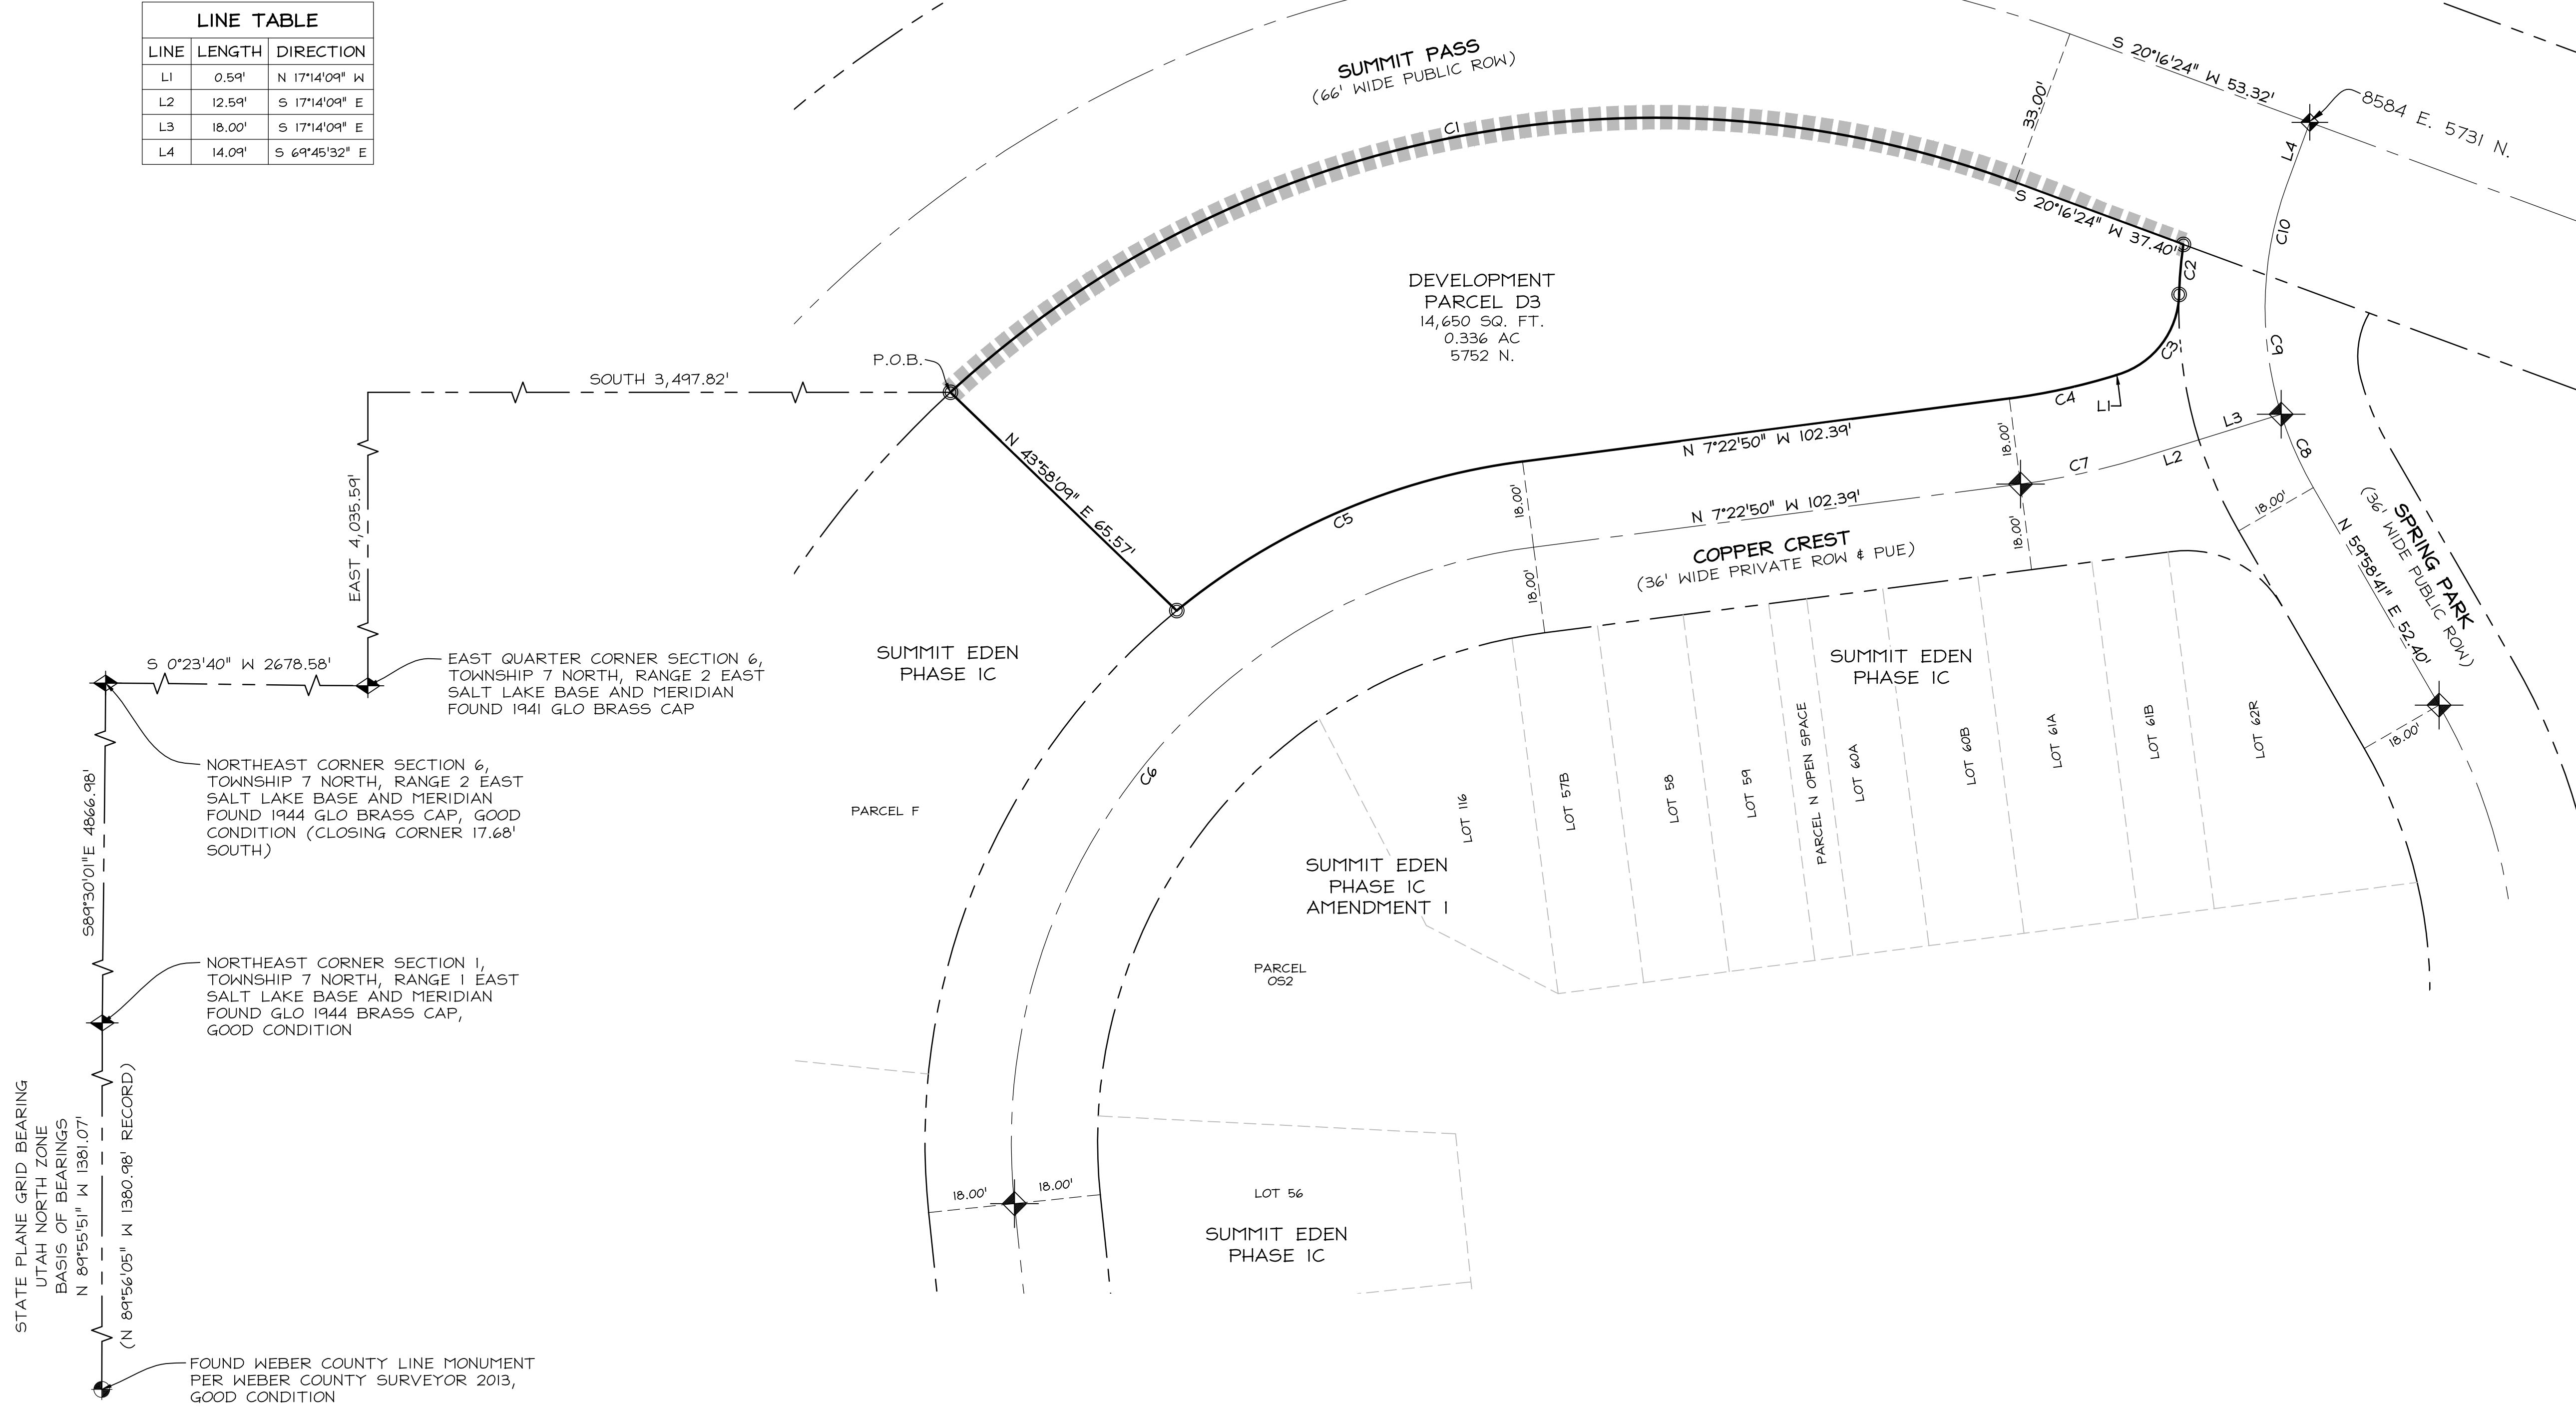 LINE TABLE
LINE LENGTH DIRECTION
L1 0.59' N 17°14'09" W
L2 12.59' S 17°14'09" E
L3 18.00' S 17°14'09" E
L4 14.09' S 69°45'32" E
SUMMIT PASS
(66' WIDE PUBLIC ROW)
C1
33.00'
S 20°16'24" W 53.32'
8584 E. 5731 N.
L4
S 20°16'24" W 37.40'
C2
C10
C3
C9
DEVELOPMENT
PARCEL D3
14,650 SQ. FT.
0.336 AC
5752 N.
P.O.B.
SOUTH 3,497.82'
EAST 4,035.59'
N 43°58'09" E 65.57'
C5
N 7°22'50" W 102.39'
C4
L1
18.00'
L3
L2
C7
C8
18.00'
18.00'
18.00'
18.00'
N 7°22'50" W 102.39'
COPPER CREST
(36' WIDE PRIVATE ROW & PUE)
18.00'
N 59°58'41" E 52.40'
SPRING PARK
(36' WIDE PUBLIC ROW)
18.00'
S 0°23'40" W 2678.58'
EAST QUARTER CORNER SECTION 6,
TOWNSHIP 7 NORTH, RANGE 2 EAST
SALT LAKE BASE AND MERIDIAN
FOUND 1941 GLO BRASS CAP
SUMMIT EDEN
PHASE 1C
SUMMIT EDEN
PHASE 1C
NORTHEAST CORNER SECTION 6,
TOWNSHIP 7 NORTH, RANGE 2 EAST
SALT LAKE BASE AND MERIDIAN
FOUND 1944 GLO BRASS CAP, GOOD
CONDITION (CLOSING CORNER 17.68'
SOUTH)
S89°30'01"E 4866.98'
PARCEL F
C6
LOT 116
LOT 57B
LOT 58
LOT 59
PARCEL N OPEN SPACE
LOT 60A
LOT 60B
LOT 61A
LOT 61B
LOT 62R
SUMMIT EDEN
PHASE 1C
AMENDMENT 1
PARCEL
OS2
NORTHEAST CORNER SECTION 1,
TOWNSHIP 7 NORTH, RANGE 1 EAST
SALT LAKE BASE AND MERIDIAN
FOUND GLO 1944 BRASS CAP,
GOOD CONDITION
STATE PLANE GRID BEARING
UTAH NORTH ZONE
BASIS OF BEARINGS
N 89°55'51" W 1381.07'
(N 89°56'05" W 1380.98' RECORD)
18.00'
18.00'
LOT 56
SUMMIT EDEN
PHASE 1C
FOUND WEBER COUNTY LINE MONUMENT
PER WEBER COUNTY SURVEYOR 2013,
GOOD CONDITION